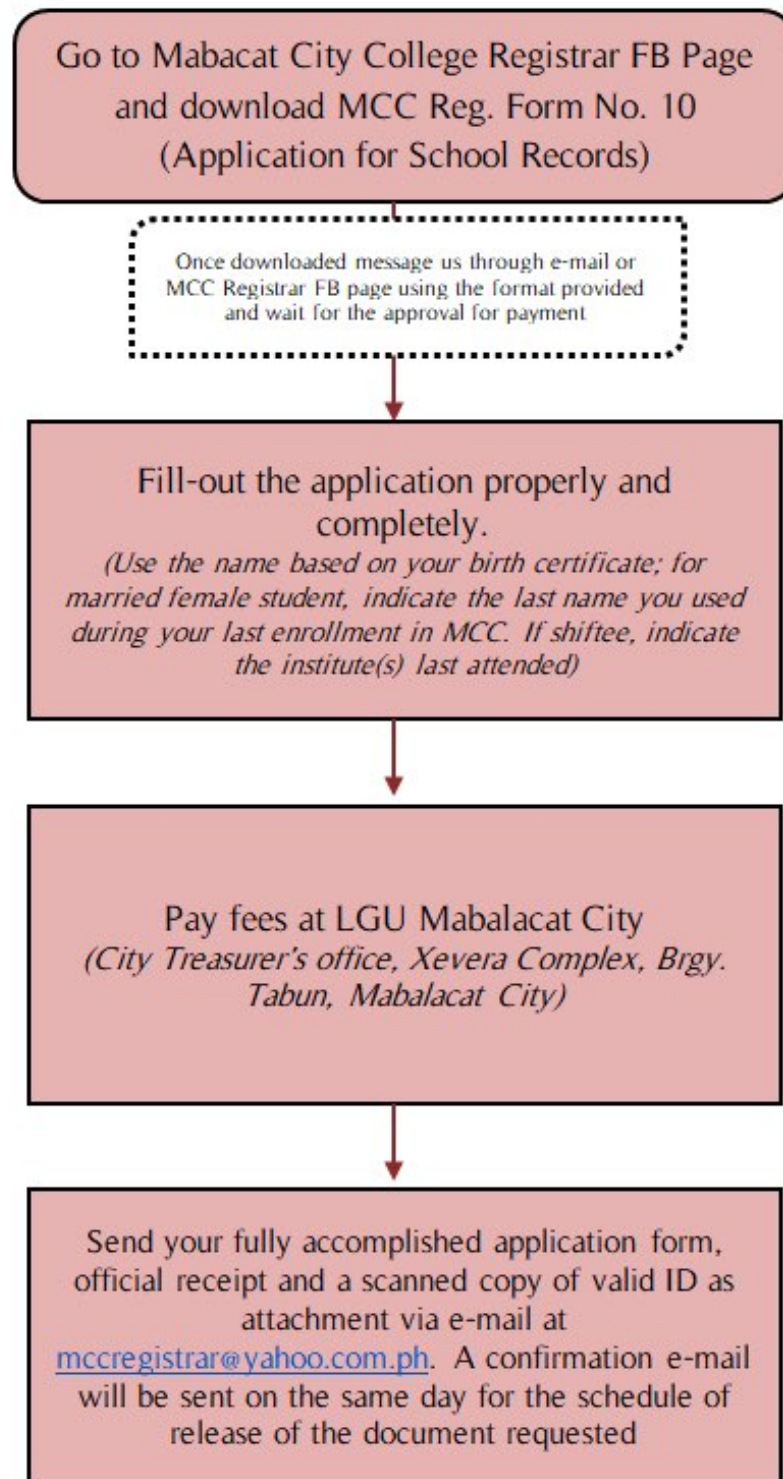 Go to Mabacat City College Registrar FB Page
and download MCC Reg. Form No. 10
(Application for School Records)
Once downloaded message us through e-mail or
MCC Registrar FB page using the format provided
and wait for the approval for payment
Fill-out the application properly and
completely.
(Use the name based on your birth certificate; for
married female student, indicate the last name you used
during your last enrollment in MCC. If shiftee, indicate
the institute(s) last attended)
Pay fees at LGU Mabalacat City
(City Treasurer's office, Xevera Complex, Brgy.
Tabun, Mabalacat City)
Send your fully accomplished application form,
official receipt and a scanned copy of valid ID as
attachment via e-mail at
mccregistrar@yahoo.com.ph. A confirmation e-mail
will be sent on the same day for the schedule of
release of the document requested